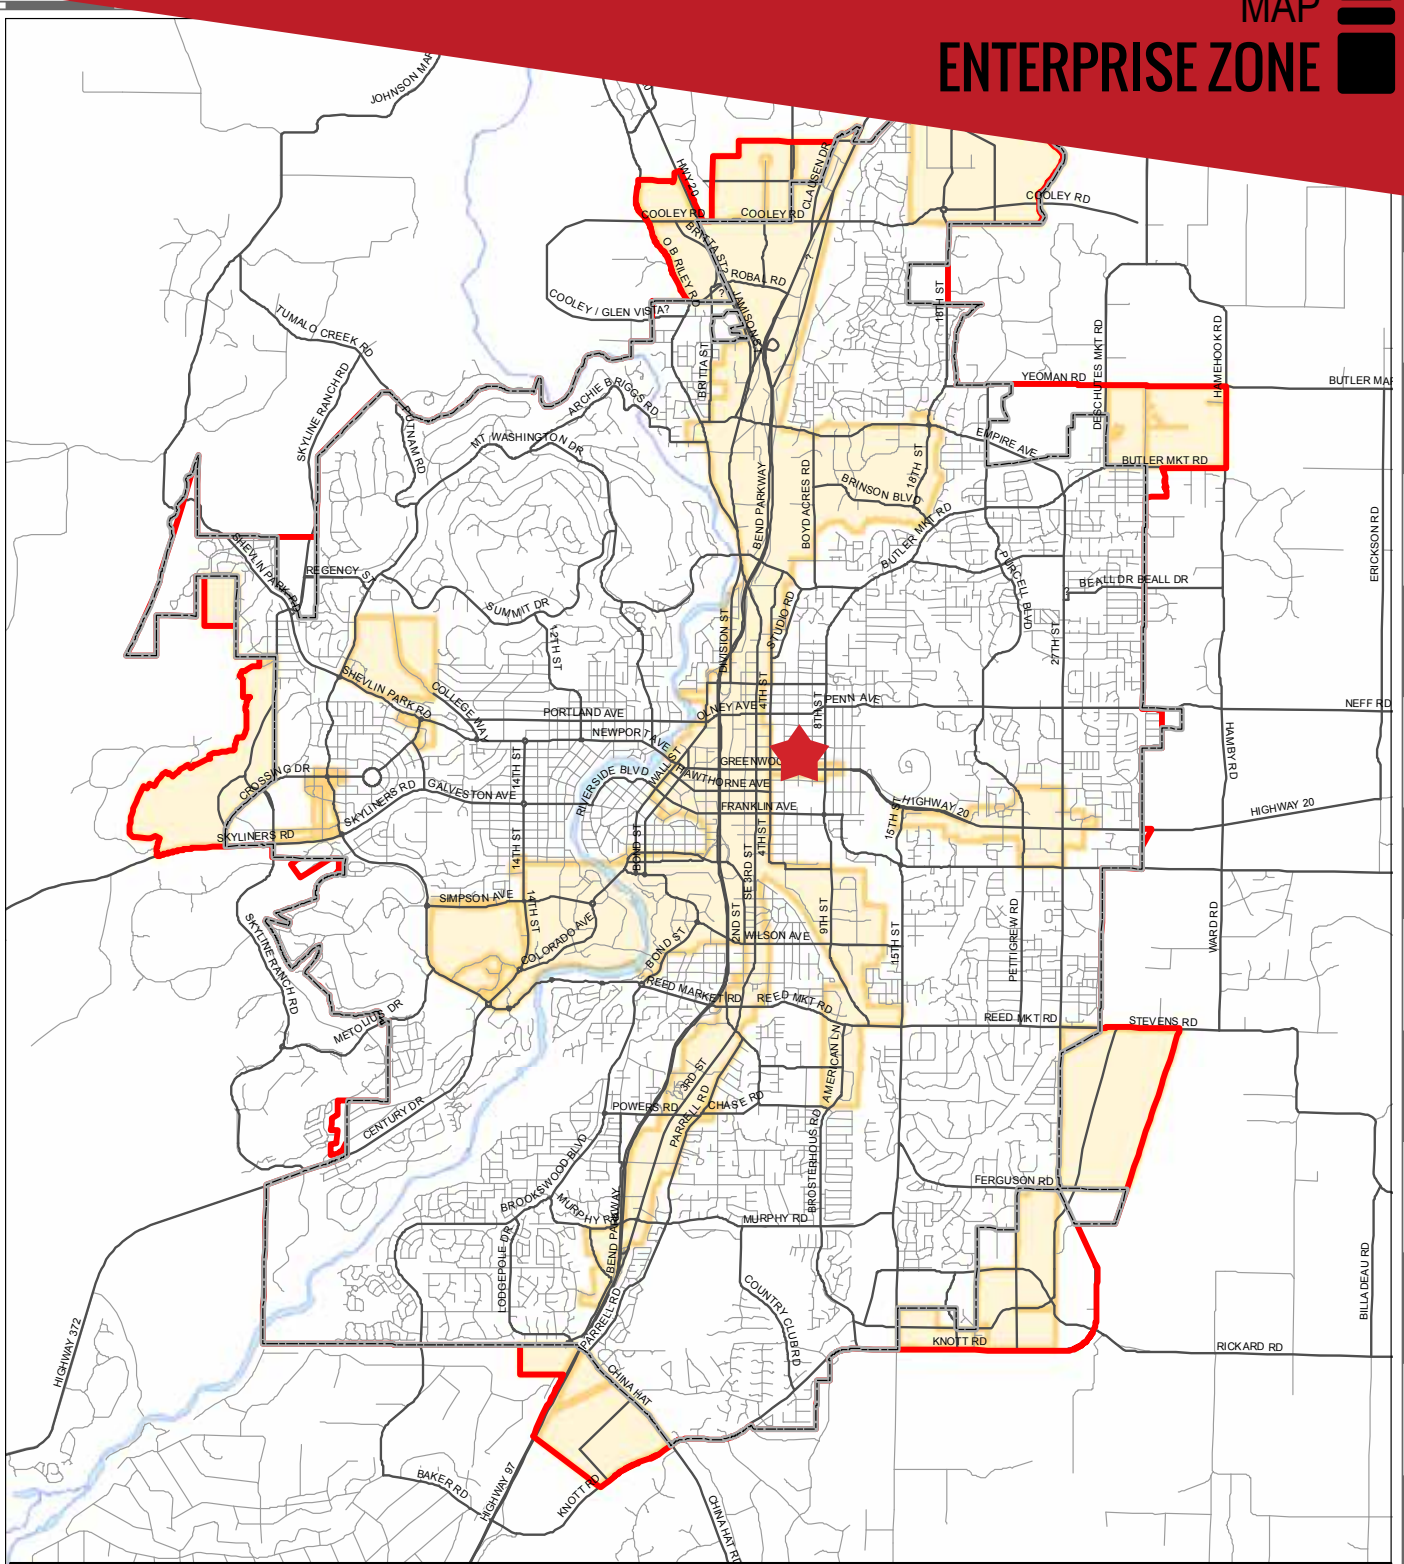 MAP
ENTERPRISE ZONE
JOHNSON MAR
HWY 20
CLAUSEN DR
COOLEY RD
COOLEY RD
COOLEY RD
BRITTA ST?
O B RILEY RD
ROBAL RD
JAMISON ST
COOLEY / GLEN VISTA?
18TH ST
TUMALO CREEK RD
SKYLINE RANCH RD
BRITTA ST
DESCHUTES MKT RD
HAMEHOOK RD
YEOMAN RD
BUTLER MAR
ARCHIE BRIGGS RD
PUTNAM RD
MT WASHINGTON DR
EMPIRE AVE
BUTLER MKT RD
18TH ST
BRINSON BLVD
BEND PARKWAY
BOYD ACRES RD
BUTLER MKT RD
ERICKSON RD
SHEVLIN PARK RD
REGENCY ST
PURCELL BLVD
BEALL DR BEALL DR
SUMMIT DR
12TH ST
DIVISION ST
STUDIO RD
27TH ST
SHEVLIN PARK RD
COLLEGE WAY
PORTLAND AVE
OLNEY AVE
4TH ST
8TH ST
PENN AVE
NEFF RD
NEWPORT AVE
WALL ST
GREENWOO
HAMBY RD
CROSSING DR
SKYLINERS RD
14TH ST
GALVESTON AVE
RIVERSIDE BLVD
HAWTHORNE AVE
FRANKLIN AVE
HIGHWAY 20
HIGHWAY 20
15TH ST
SKYLINERS RD
14TH ST
BOND ST
4TH ST
SE 3RD ST
SIMPSON AVE
14TH ST
COLORADO AVE
BOND ST
2ND ST
WILSON AVE
9TH ST
15TH ST
PETTIGREW RD
WARD RD
SKYLINE RANCH RD
METOLIUS DR
REED MARKET RD
REED MKT RD
REED MKT RD
STEVENS RD
AMERICAN LN
3RD ST
PARRELL RD
CENTURY DR
POWERS RD
CHASE RD
BROSTERHOUS RD
BROOKSWOOD BLVD
FERGUSON RD
MURPHY RD
MURPHY RD
BEND PARKWAY
LODGEPOLE DR
COUNTRY CLUB RD
BILLADEAU RD
PARRELL RD
KNOTT RD
RICKARD RD
HIGHWAY 372
CHINA HAT
BAKER RD
HIGHWAY 97
KNOTT RD
CHINA HAT RD